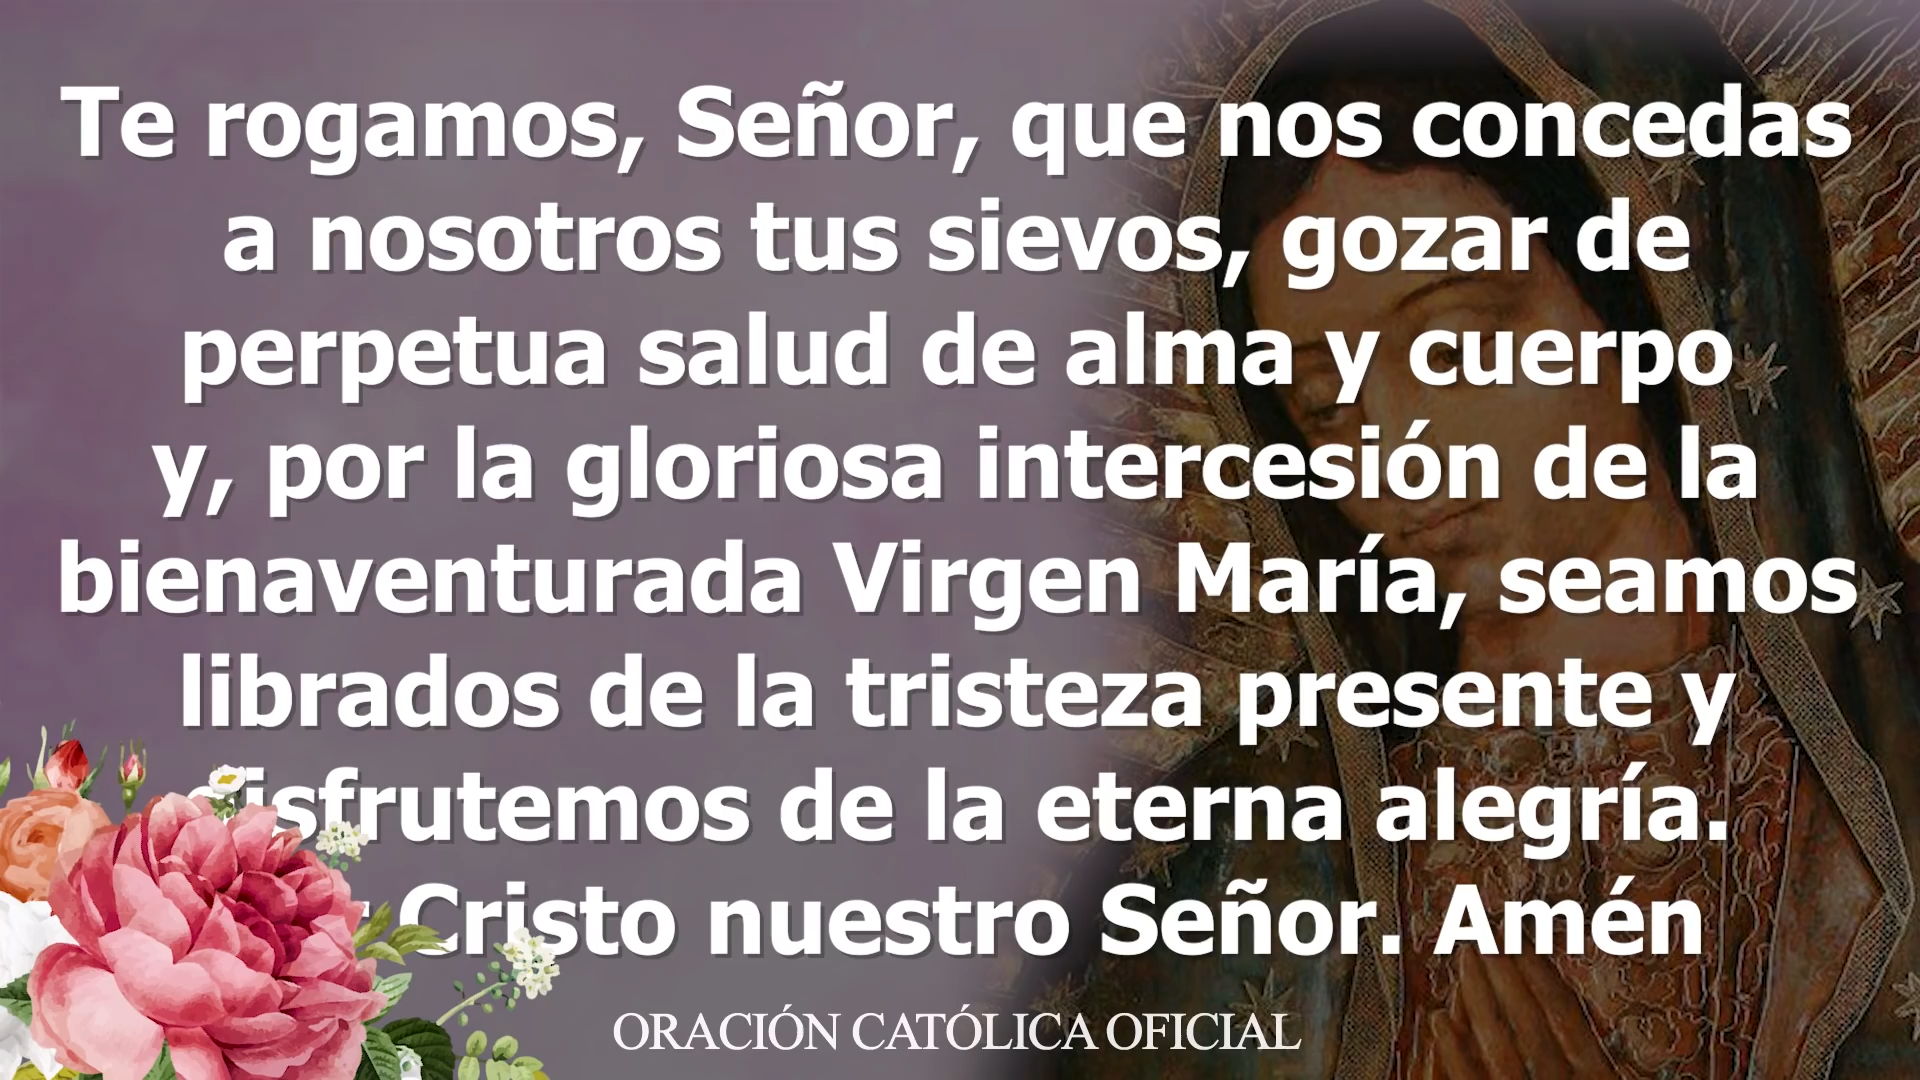 Te rogamos, Señor, que nos concedas
a nosotros tus sievos, gozar de
perpetua salud de alma y cuerpo
y, por la gloriosa intercesión de la
bienaventurada Virgen María, seamos
librados de la tristeza presente y
disfrutemos de la eterna alegría.
Cristo nuestro Señor. Amén
ORACIÓN CATÓLICA OFICIAL